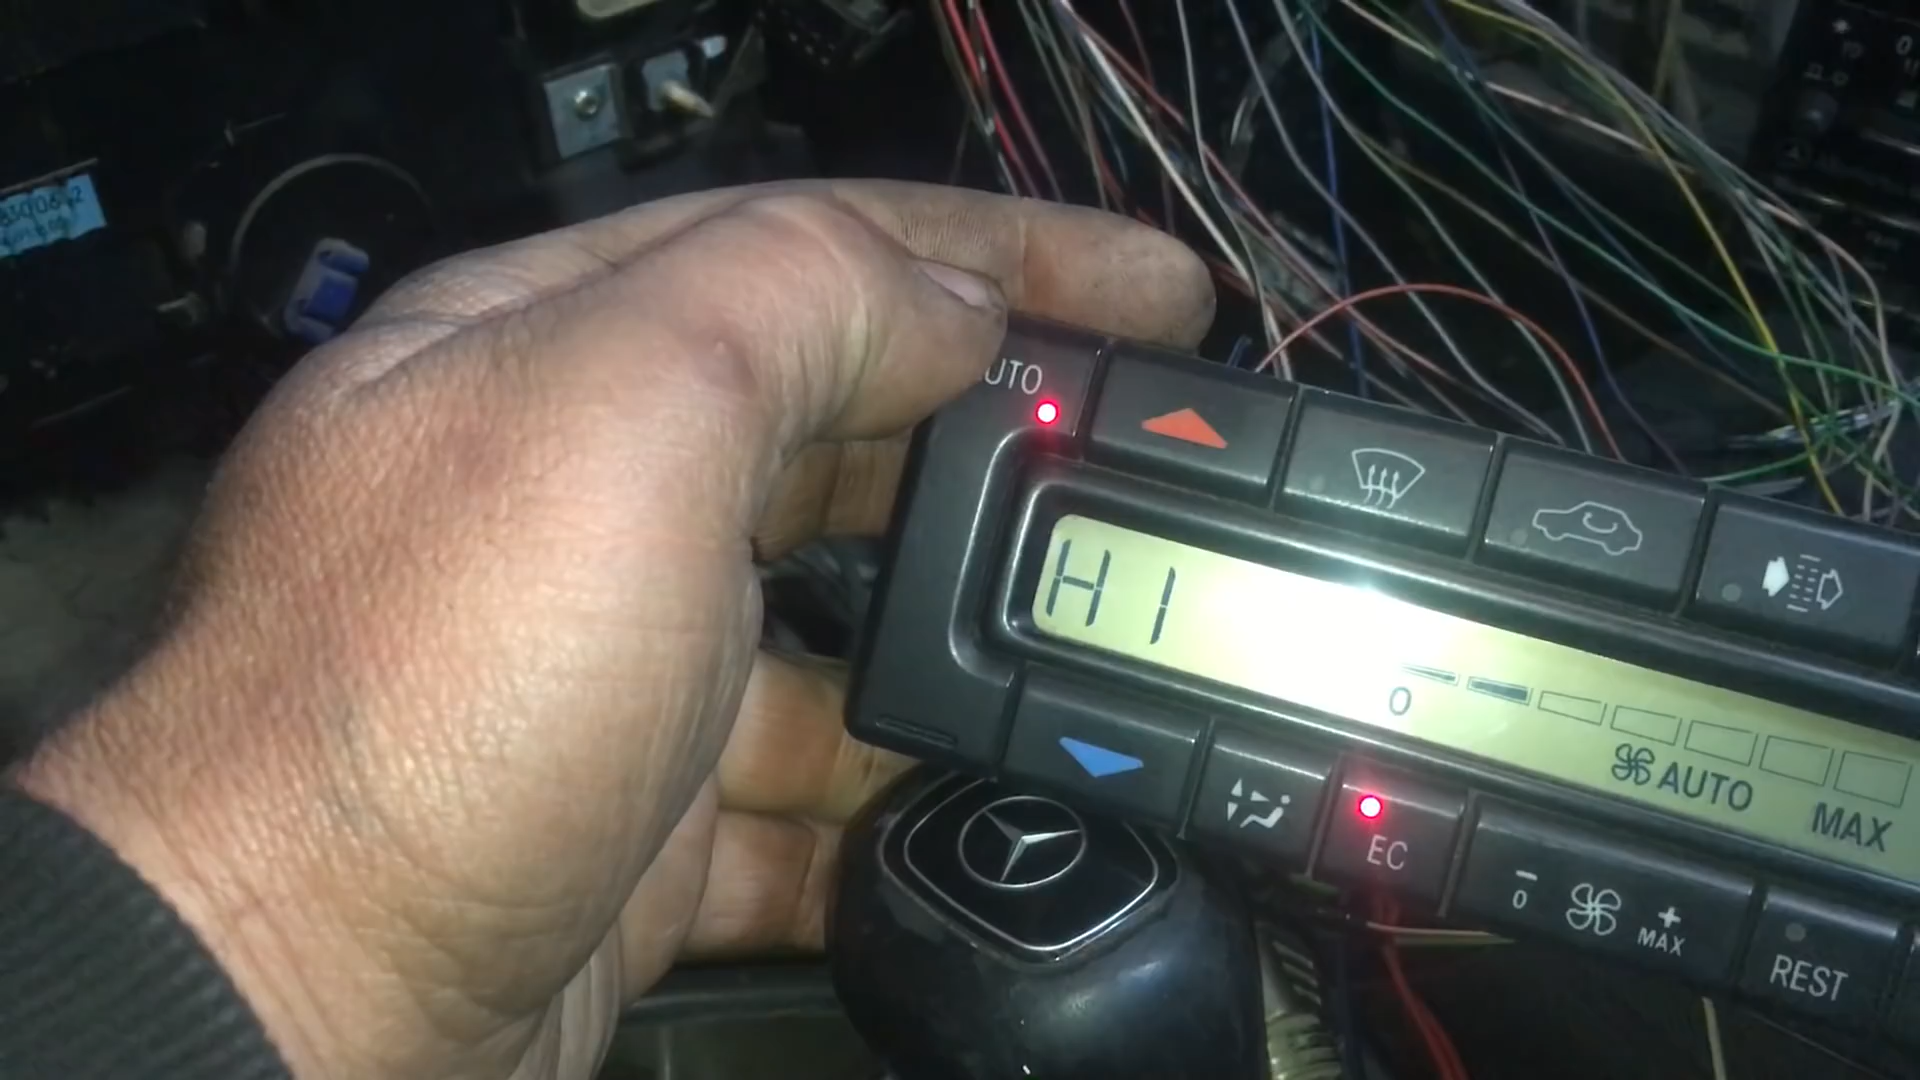 UTO
HI
0
AUTO
MAX
EC
- 0
+ MAX
REST